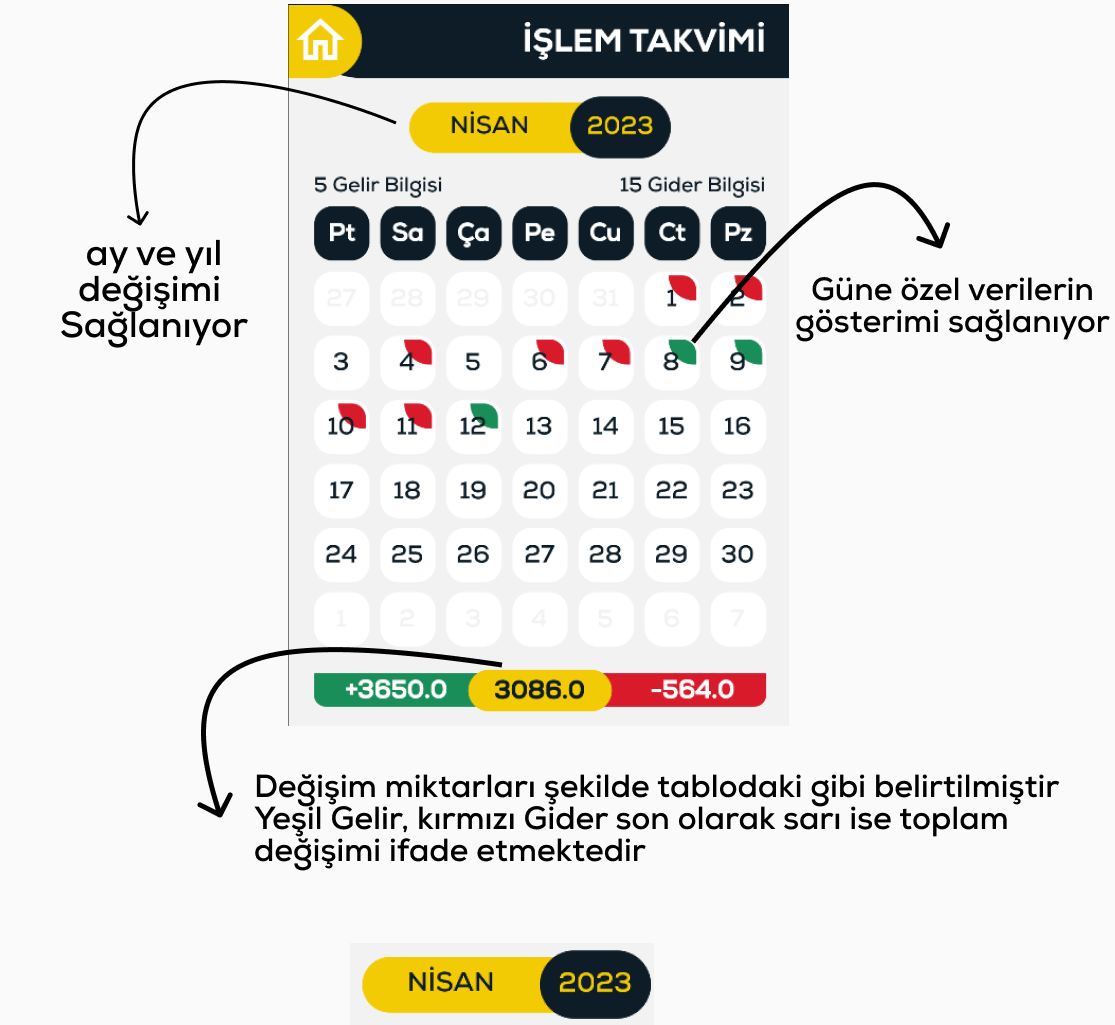 İŞLEM TAKVİMİ
NİSAN 2023
5 Gelir Bilgisi 15 Gider Bilgisi
Pt Sa Ça Pe Cu Ct Pz
27 28 29 30 31 1 2
3 4 5 6 7 8 9
10 11 12 13 14 15 16
17 18 19 20 21 22 23
24 25 26 27 28 29 30
1 2 3 4 5 6 7
+3650.0 3086.0 -564.0
ay ve yıl
değişimi
Sağlanıyor
Güne özel verilerin
gösterimi sağlanıyor
Değişim miktarları şekilde tablodaki gibi belirtilmiştir
Yeşil Gelir, kırmızı Gider son olarak sarı ise toplam
değişimi ifade etmektedir
NİSAN 2023